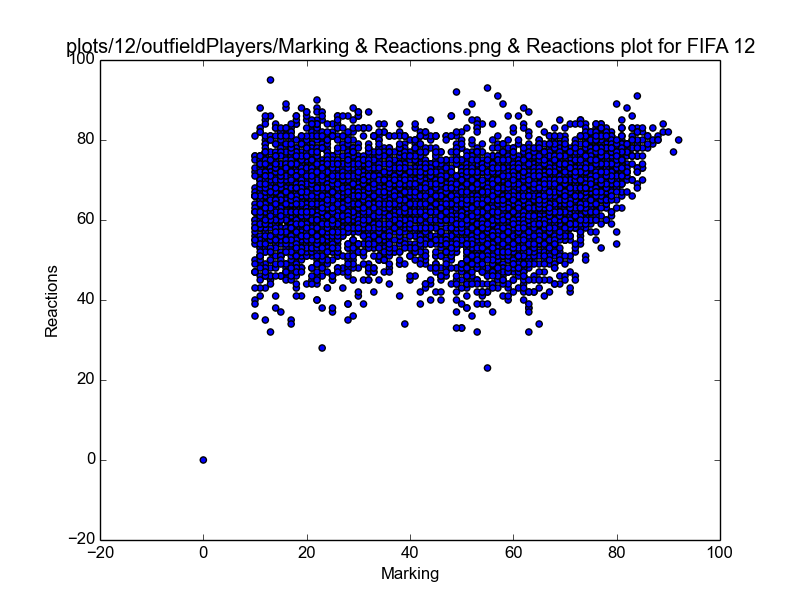 plots/12/outfieldPlayers/Marking & Reactions.png & Reactions plot for FIFA 12
100
80
60
40
20
0
−20
Reactions
−20 0 20 40 60 80 100
Marking